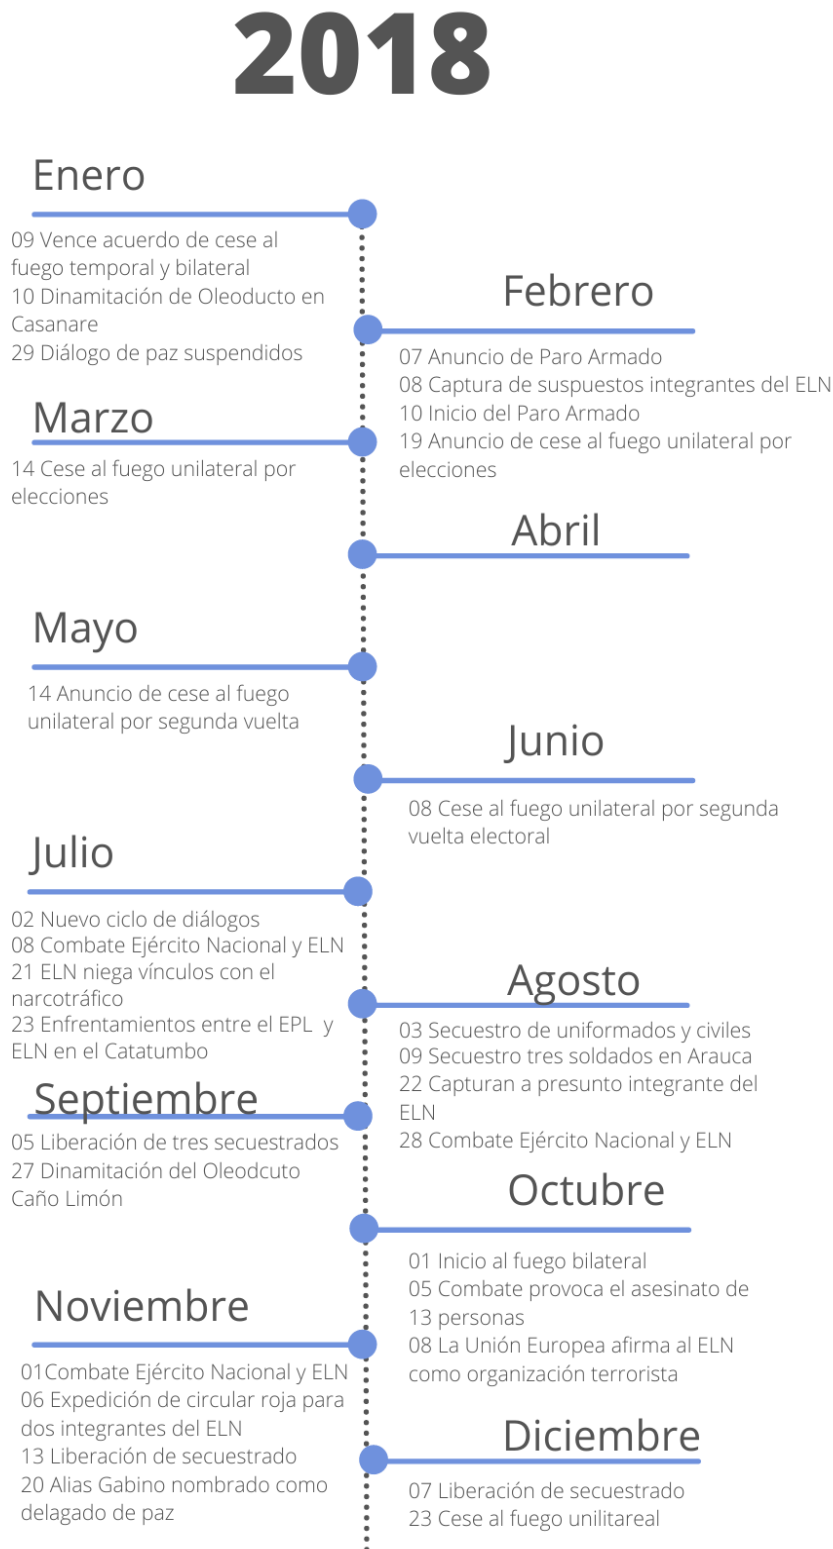 2018
Enero
09 Vence acuerdo de cese al
fuego temporal y bilateral
10 Dinamitación de Oleoducto en
Casanare
29 Diálogo de paz suspendidos
Febrero
07 Anuncio de Paro Armado
08 Captura de suspuestos integrantes del ELN
10 Inicio del Paro Armado
19 Anuncio de cese al fuego unilateral por
elecciones
Marzo
14 Cese al fuego unilateral por
elecciones
Abril
Mayo
14 Anuncio de cese al fuego
unilateral por segunda vuelta
Junio
08 Cese al fuego unilateral por segunda
vuelta electoral
Julio
02 Nuevo ciclo de diálogos
08 Combate Ejército Nacional y ELN
21 ELN niega vínculos con el
narcotráfico
23 Enfrentamientos entre el EPL  y
ELN en el Catatumbo
Agosto
03 Secuestro de uniformados y civiles
09 Secuestro tres soldados en Arauca
22 Capturan a presunto integrante del
ELN
28 Combate Ejército Nacional y ELN
Septiembre
05 Liberación de tres secuestrados
27 Dinamitación del Oleodcuto
Caño Limón
Octubre
01 Inicio al fuego bilateral
05 Combate provoca el asesinato de
13 personas
08 La Unión Europea afirma al ELN
como organización terrorista
Noviembre
01Combate Ejército Nacional y ELN
06 Expedición de circular roja para
dos integrantes del ELN
13 Liberación de secuestrado
20 Alias Gabino nombrado como
delagado de paz
Diciembre
07 Liberación de secuestrado
23 Cese al fuego unilitareal